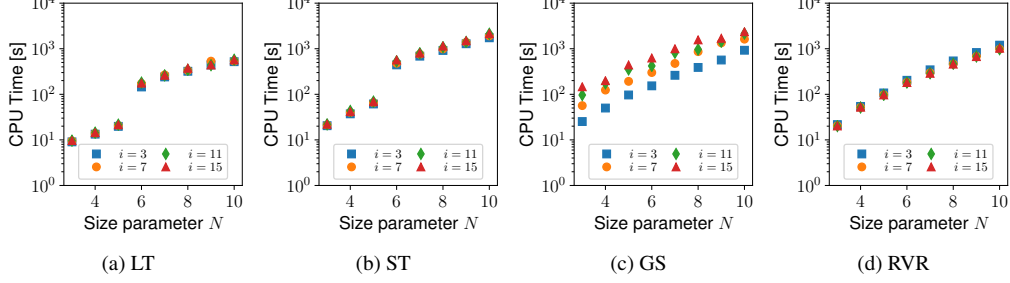 CPU Time [s]
10^4
10^3
10^2
10^1
10^0
i = 3
i = 7
i = 11
i = 15
4 6 8 10
Size parameter N
(a) LT
CPU Time [s]
10^4
10^3
10^2
10^1
10^0
i = 3
i = 7
i = 11
i = 15
4 6 8 10
Size parameter N
(b) ST
CPU Time [s]
10^4
10^3
10^2
10^1
10^0
i = 3
i = 7
i = 11
i = 15
4 6 8 10
Size parameter N
(c) GS
CPU Time [s]
10^4
10^3
10^2
10^1
10^0
i = 3
i = 7
i = 11
i = 15
4 6 8 10
Size parameter N
(d) RVR